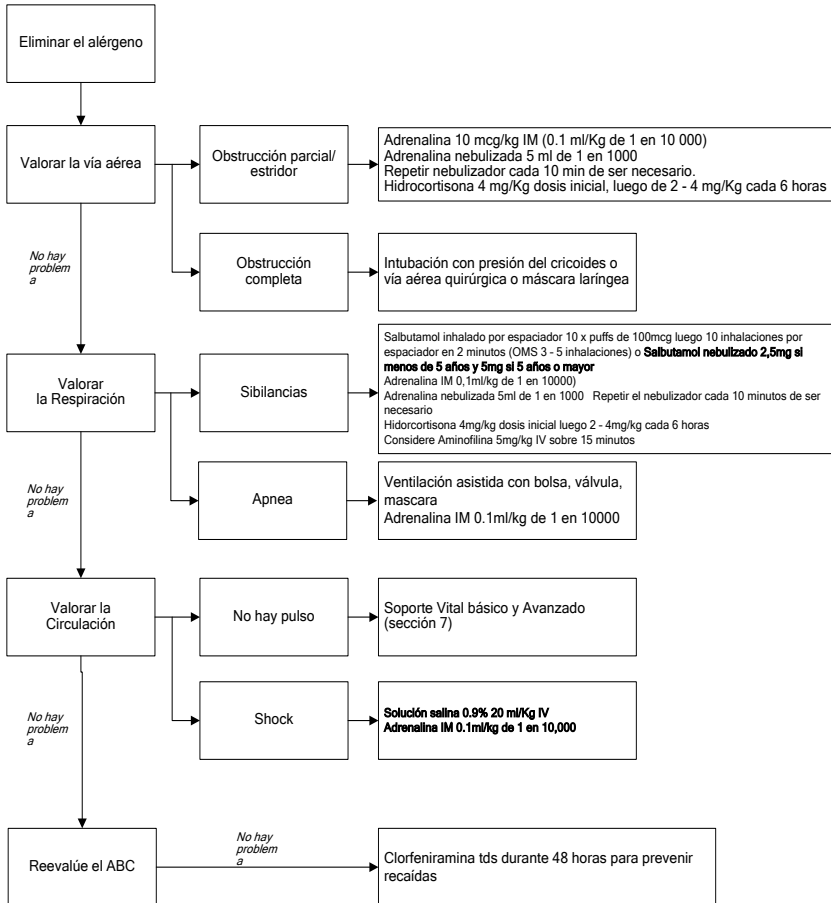 Eliminar el alérgeno
Valorar la vía aérea
Obstrucción parcial/
estridor
Adrenalina 10 mcg/kg IM (0.1 ml/Kg de 1 en 10 000)
Adrenalina nebulizada 5 ml de 1 en 1000
Repetir nebulizador cada 10 min de ser necesario.
Hidrocortisona 4 mg/Kg dosis inicial, luego de 2 - 4 mg/Kg cada 6 horas
No hay
problem
a
Obstrucción
completa
Intubación con presión del cricoides o
vía aérea quirúrgica o máscara laríngea
Valorar
la Respiración
Sibilancias
Salbutamol inhalado por espaciador 10 x puffs de 100mcg luego 10 inhalaciones por
espaciador en 2 minutos (OMS 3 - 5 inhalaciones) o Salbutamol nebulizado 2,5mg si
menos de 5 años y 5mg si 5 años o mayor
Adrenalina IM 0,1ml/kg de 1 en 10000)
Adrenalina nebulizada 5ml de 1 en 1000 Repetir el nebulizador cada 10 minutos de ser
necesario
Hidorcortisona 4mg/kg dosis inicial luego 2 - 4mg/kg cada 6 horas
Considere Aminofilina 5mg/kg IV sobre 15 minutos
No hay
problem
a
Apnea
Ventilación asistida con bolsa, válvula,
mascara
Adrenalina IM 0.1ml/kg de 1 en 10000
Valorar la
Circulación
No hay pulso
Soporte Vital básico y Avanzado
(sección 7)
No hay
problem
a
Shock
Solución salina 0.9% 20 ml/Kg IV
Adrenalina IM 0.1ml/kg de 1 en 10,000
Reevalúe el ABC
No hay
problem
a
Clorfeniramina tds durante 48 horas para prevenir
recaídas